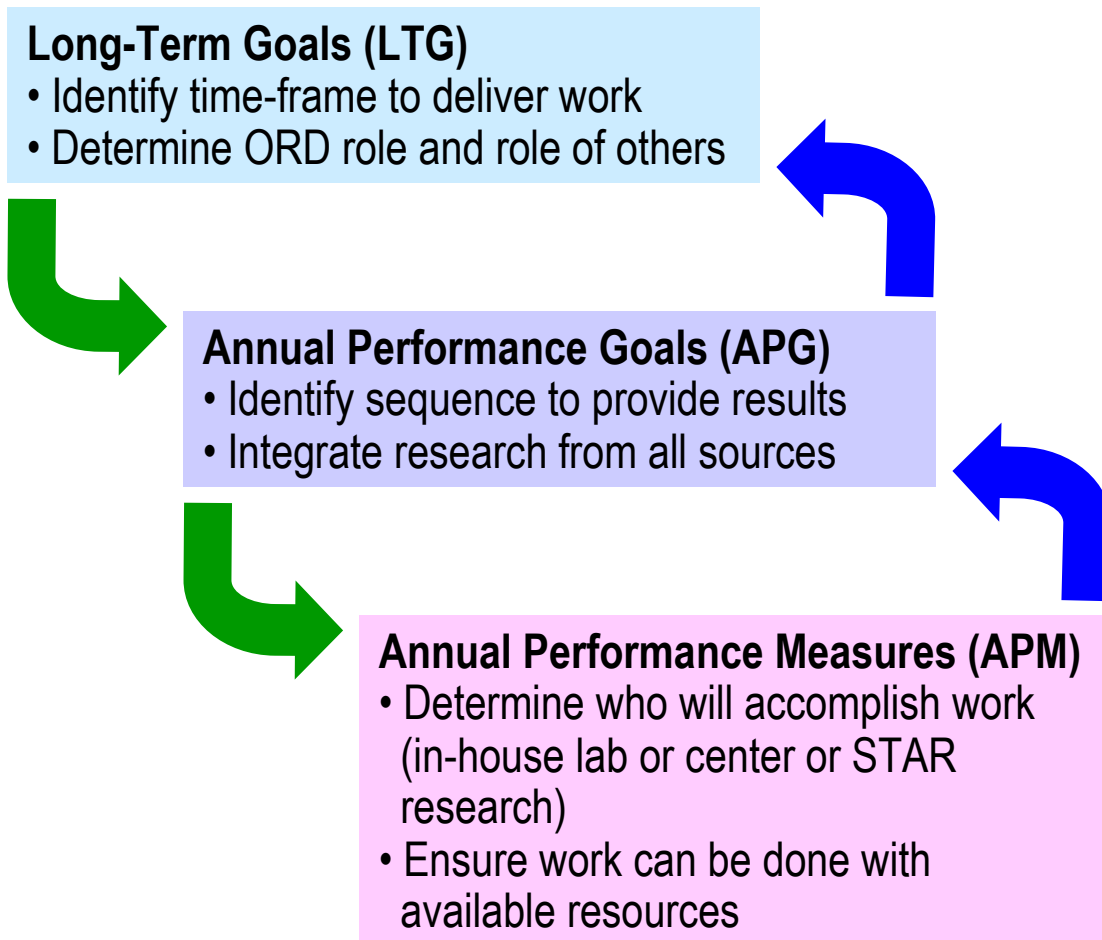 Long-Term Goals (LTG)
• Identify time-frame to deliver work
• Determine ORD role and role of others
Annual Performance Goals (APG)
• Identify sequence to provide results
• Integrate research from all sources
Annual Performance Measures (APM)
• Determine who will accomplish work
(in-house lab or center or STAR
research)
• Ensure work can be done with
available resources